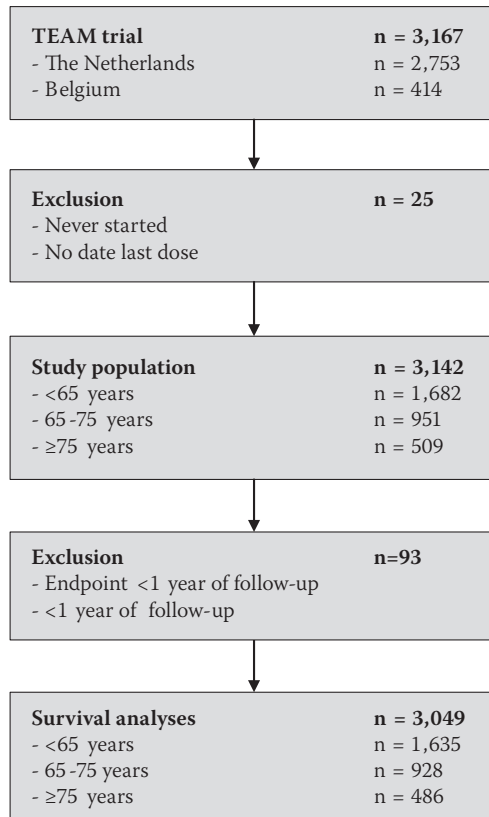 TEAM trial n = 3,167
- The Netherlands n = 2,753
- Belgium n = 414
Exclusion n = 25
- Never started
- No date last dose
Study population n = 3,142
- <65 years n = 1,682
- 65-75 years n = 951
- ≥75 years n = 509
Exclusion n=93
- Endpoint <1 year of follow-up
- <1 year of follow-up
Survival analyses n = 3,049
- <65 years n = 1,635
- 65-75 years n = 928
- ≥75 years n = 486